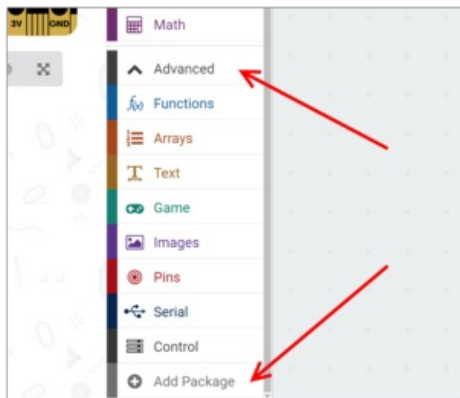 3V GND
Math
Advanced
f(x) Functions
Arrays
T Text
Game
Images
Pins
Serial
Control
Add Package